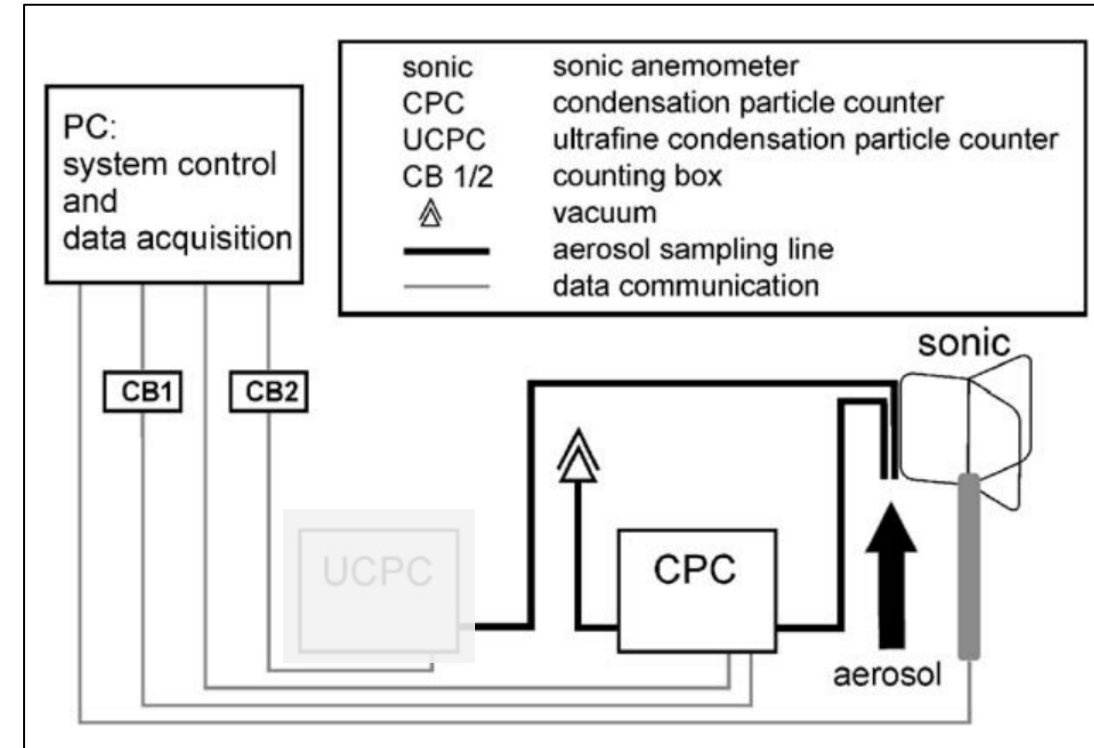 sonic sonic anemometer
CPC condensation particle counter
UCPC ultrafine condensation particle counter
CB 1/2 counting box
vacuum
aerosol sampling line
data communication
PC:
system control
and
data acquisition
sonic
CB1
CB2
UCPC
CPC
aerosol